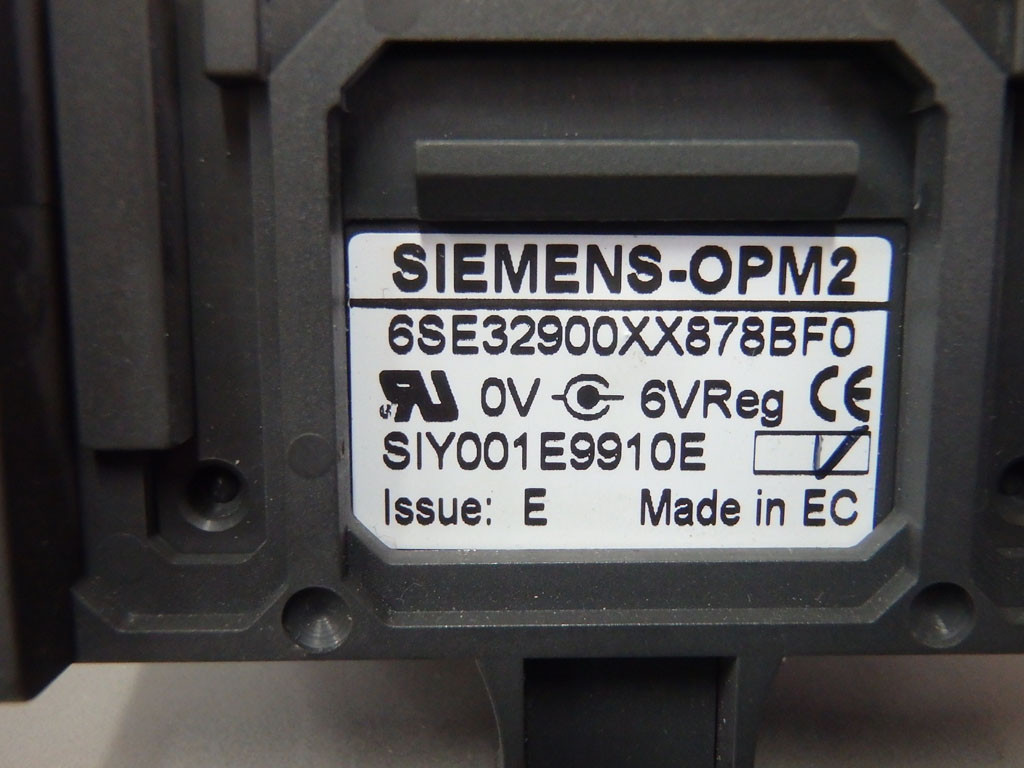 SIEMENS-OPM2
6SE32900XX878BF0
0V 6VReg CE
SIY001E9910E
Issue: E Made in EC